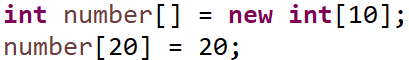 int number[] = new int[10];
number[20] = 20;